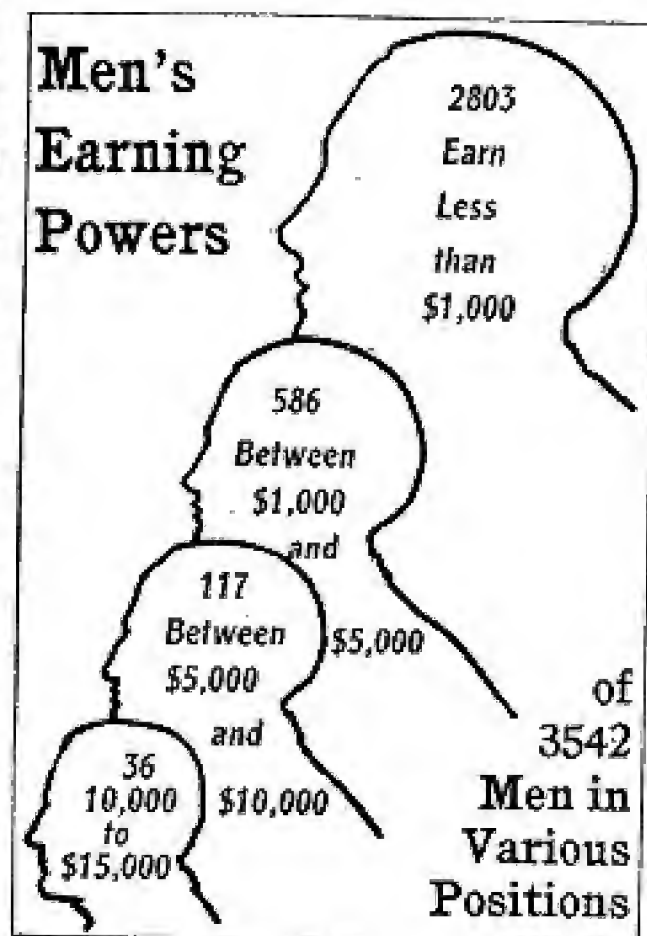 Men's
Earning
Powers
2803
Earn
Less
than
$1,000
586
Between
$1,000
and
$5,000
117
Between
$5,000
and
$10,000
36
10,000
to
$15,000
of
3542
Men in
Various
Positions